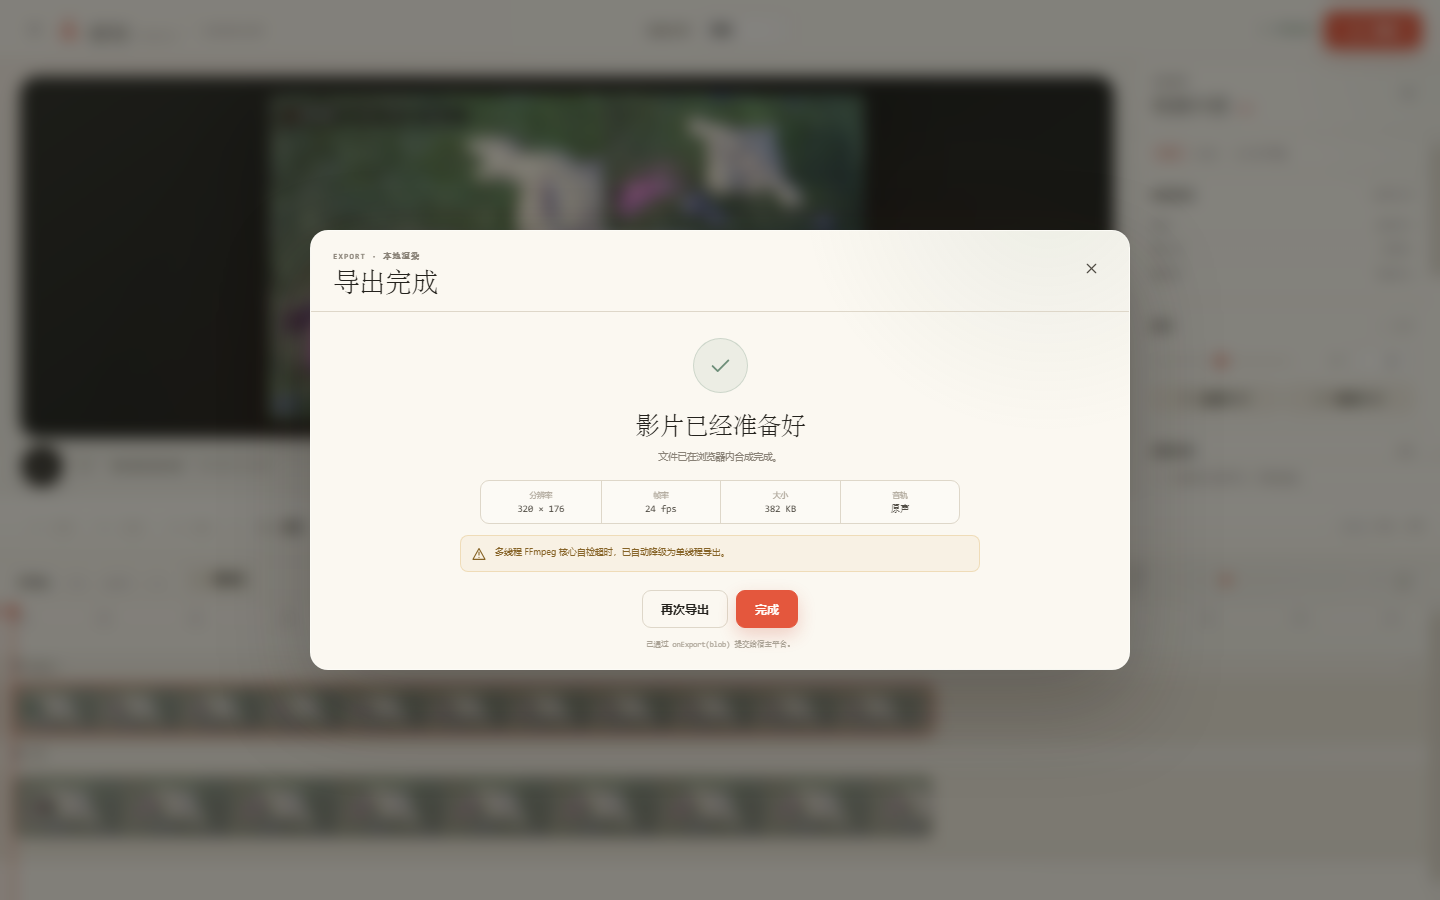 EXPORT · 本地渲染
导出完成
影片已经准备好
文件已在浏览器内合成完成。
分辨率 帧率 大小 音轨
320 × 176 24 fps 382 KB 原声
多线程 FFmpeg 核心自检超时，已自动降级为单线程导出。
再次导出 完成
已通过 onExport(blob) 提交给宿主平台。